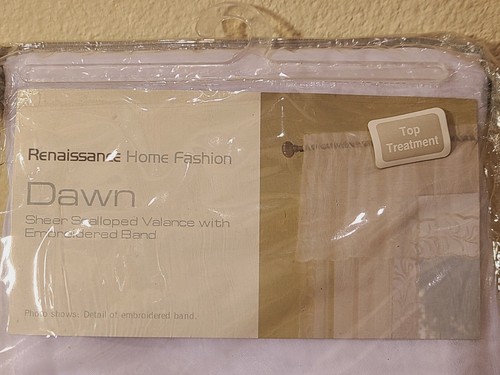 Renaissance Home Fashion
Dawn
Sheer Scalloped Valance with
Embroidered Band
Photo shows: Detail of embroidered band.
Top
Treatment